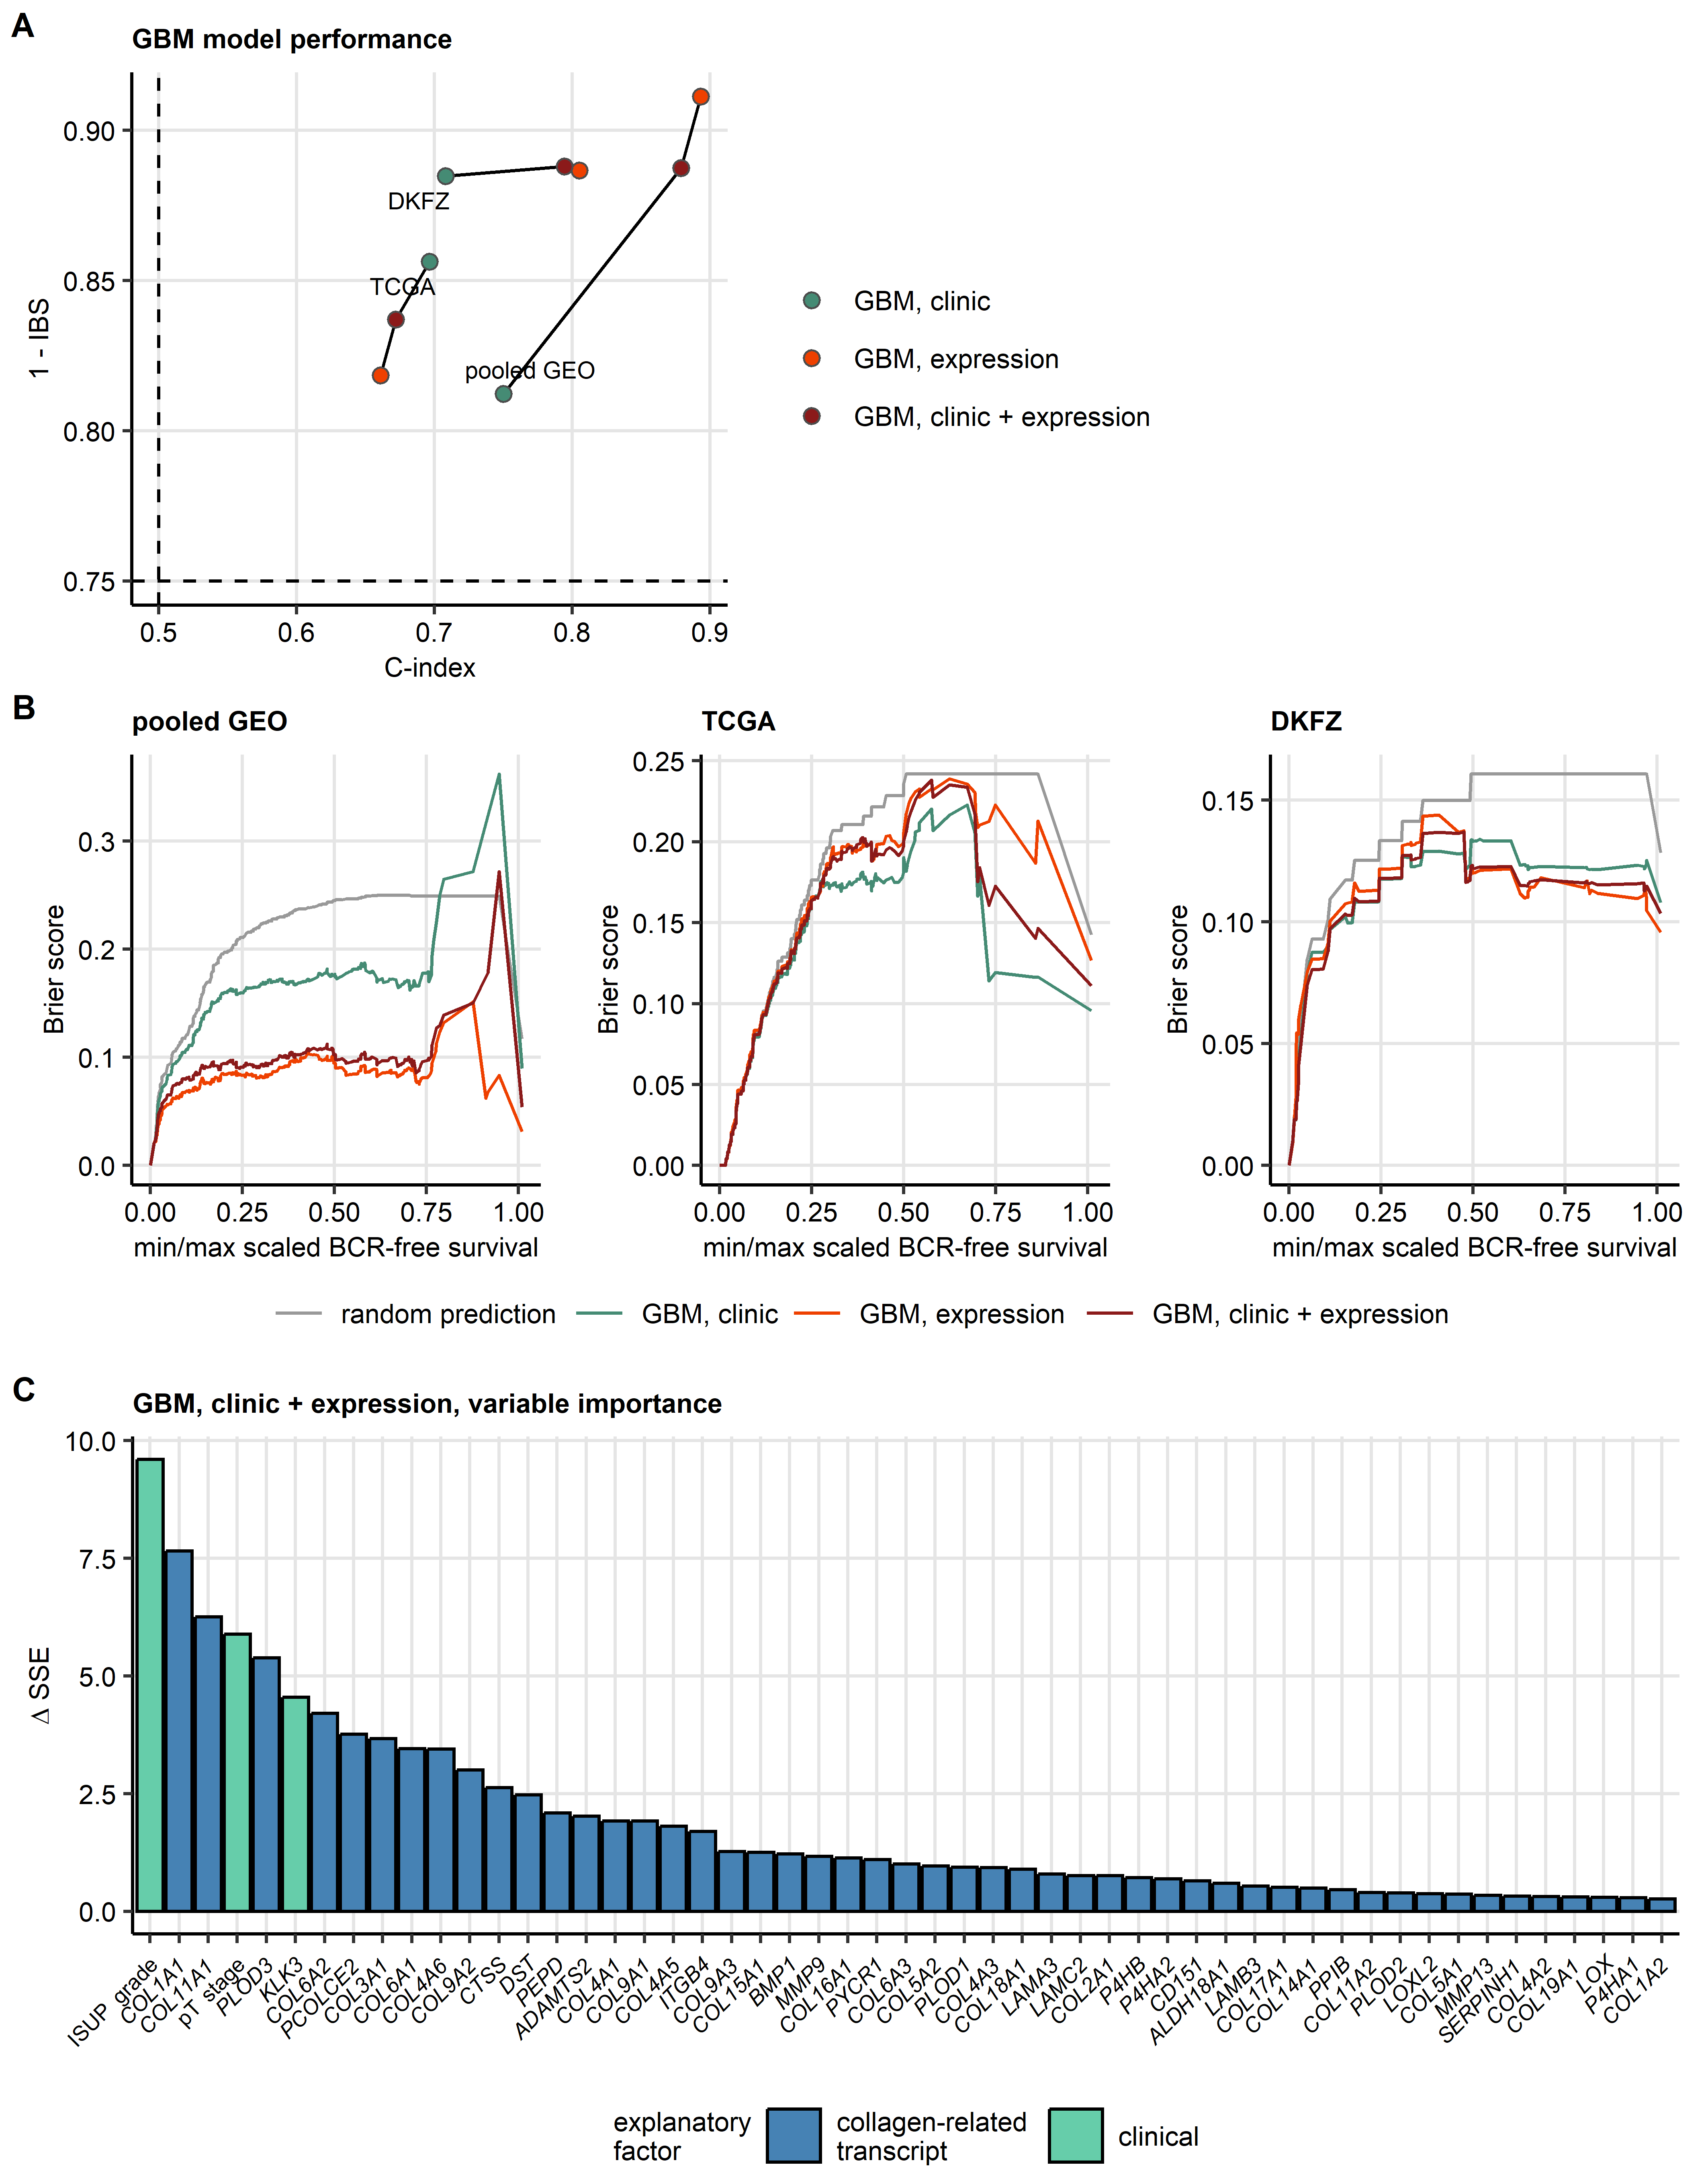 A
GBM model performance
0.90
0.85
0.80
0.75
1 - IBS
DKFZ
TCGA
pooled GEO
0.5 0.6 0.7 0.8 0.9
C-index
GBM, clinic
GBM, expression
GBM, clinic + expression
B
pooled GEO
0.3
0.2
0.1
0.0
Brier score
0.00 0.25 0.50 0.75 1.00
min/max scaled BCR-free survival
TCGA
0.25
0.20
0.15
0.10
0.05
0.00
Brier score
0.00 0.25 0.50 0.75 1.00
min/max scaled BCR-free survival
DKFZ
0.15
0.10
0.05
0.00
Brier score
0.00 0.25 0.50 0.75 1.00
min/max scaled BCR-free survival
random prediction GBM, clinic GBM, expression GBM, clinic + expression
C
GBM, clinic + expression, variable importance
10.0
7.5
5.0
2.5
0.0
Δ SSE
ISUP grade
COL1A1
COL11A1
pT stage
PLOD3
KLK3
COL6A2
PCOLCE2
COL3A1
COL6A1
COL4A6
COL9A2
CTSS
DST
PEPD
ADAMTS2
COL4A1
COL9A1
COL4A5
ITGB4
COL9A3
COL15A1
BMP1
MMP9
COL16A1
PYCR1
COL6A3
COL5A2
PLOD1
COL4A3
COL18A1
LAMA3
LAMC2
COL2A1
P4HB
P4HA2
CD151
ALDH18A1
LAMB3
COL17A1
COL14A1
PPIB
COL11A2
PLOD2
LOXL2
COL5A1
MMP13
SERPINH1
COL4A2
COL19A1
LOX
P4HA1
COL1A2
explanatory
factor
collagen-related
transcript
clinical